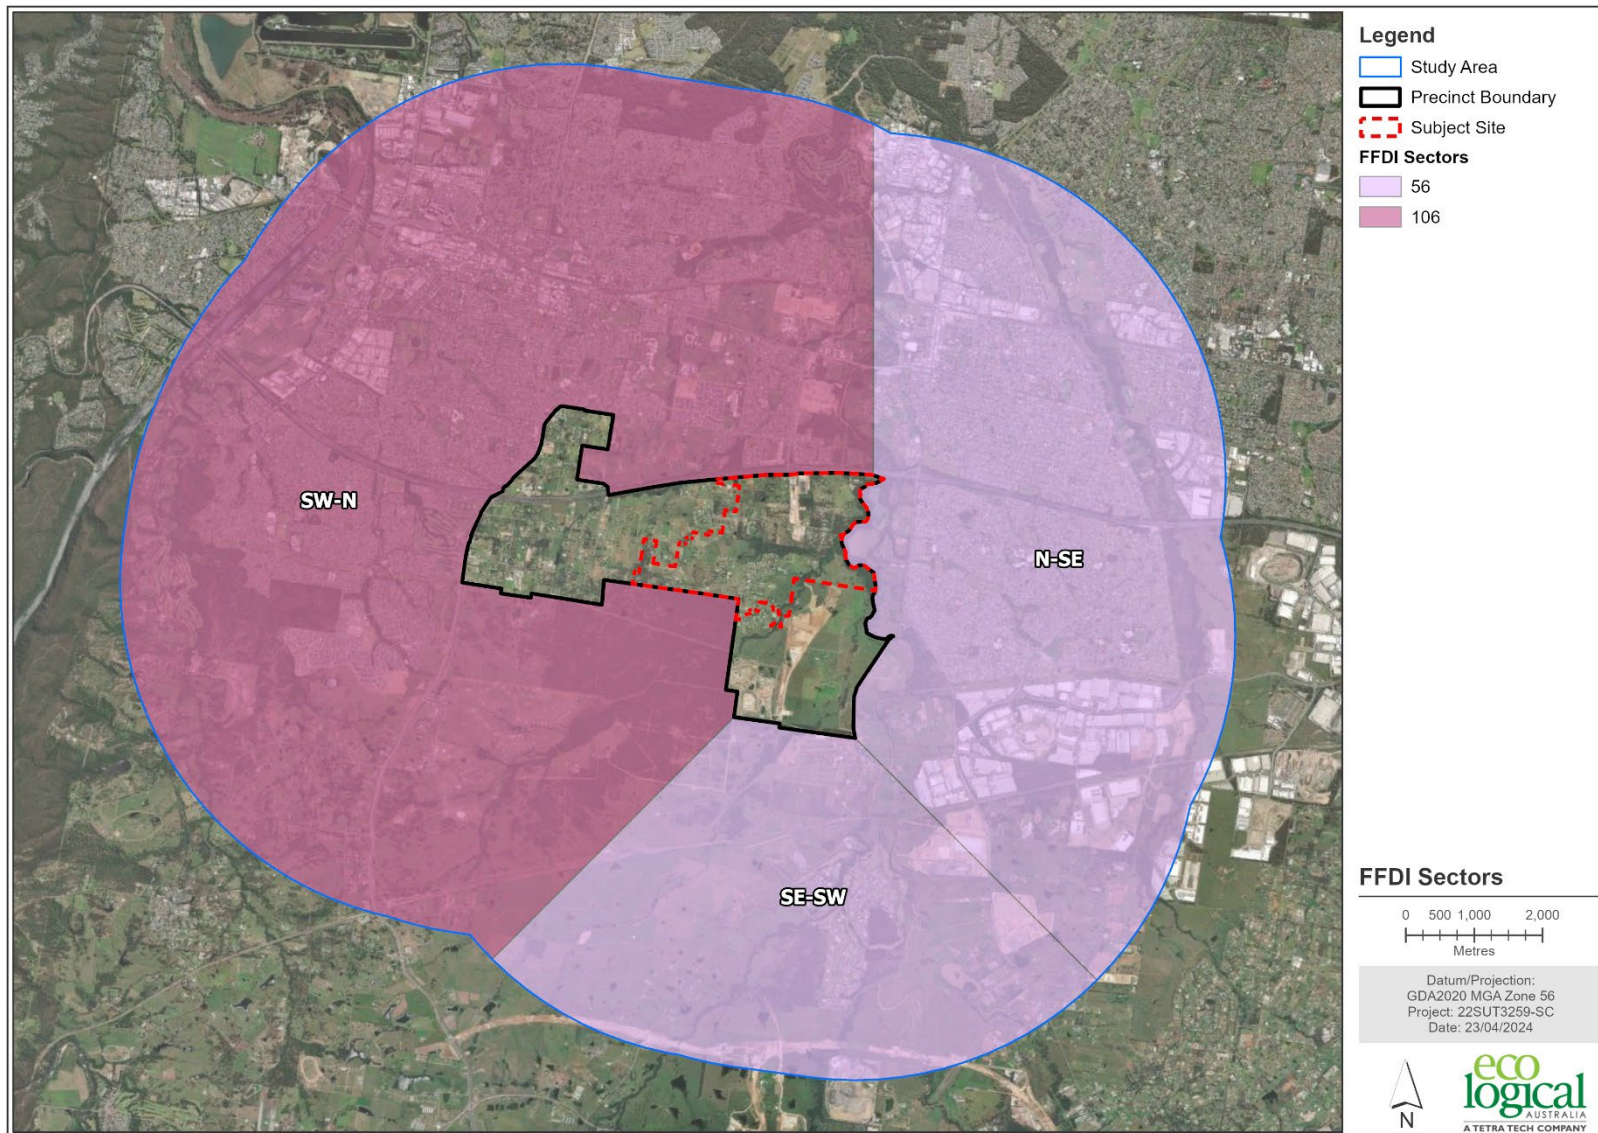 Legend
Study Area
Precinct Boundary
Subject Site
FFDI Sectors
56
106
SW-N
N-SE
SE-SW
FFDI Sectors
0 500 1,000 2,000
Metres
Datum/Projection:
GDA2020 MGA Zone 56
Project: 22SUT3259-SC
Date: 23/04/2024
N
eco
logical
AUSTRALIA
A TETRA TECH COMPANY